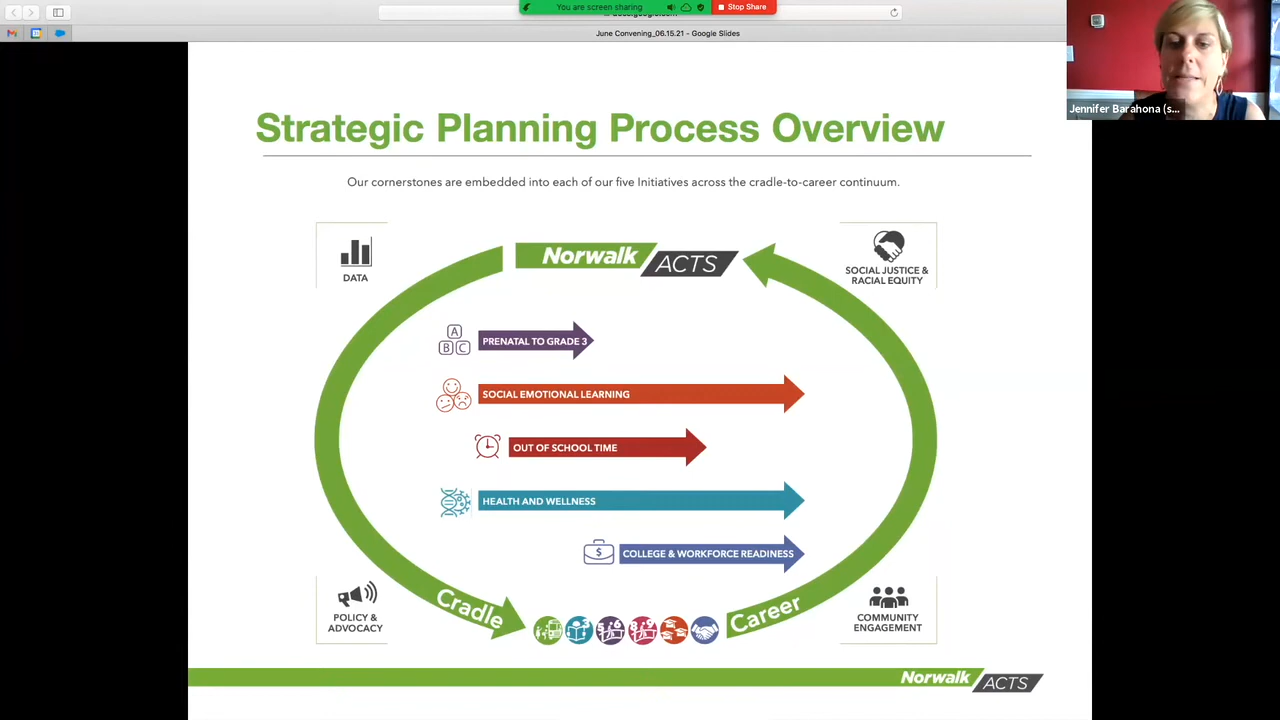 You are screen sharing
Stop Share
June Convening_06.15.21 - Google Slides
Jennifer Barahona (s...
Strategic Planning Process Overview
Our cornerstones are embedded into each of our five Initiatives across the cradle-to-career continuum.
DATA
Norwalk ACTS
SOCIAL JUSTICE &
RACIAL EQUITY
A
B C
PRENATAL TO GRADE 3
SOCIAL EMOTIONAL LEARNING
OUT OF SCHOOL TIME
HEALTH AND WELLNESS
$
COLLEGE & WORKFORCE READINESS
POLICY &
ADVOCACY
Cradle
Career
COMMUNITY
ENGAGEMENT
Norwalk ACTS